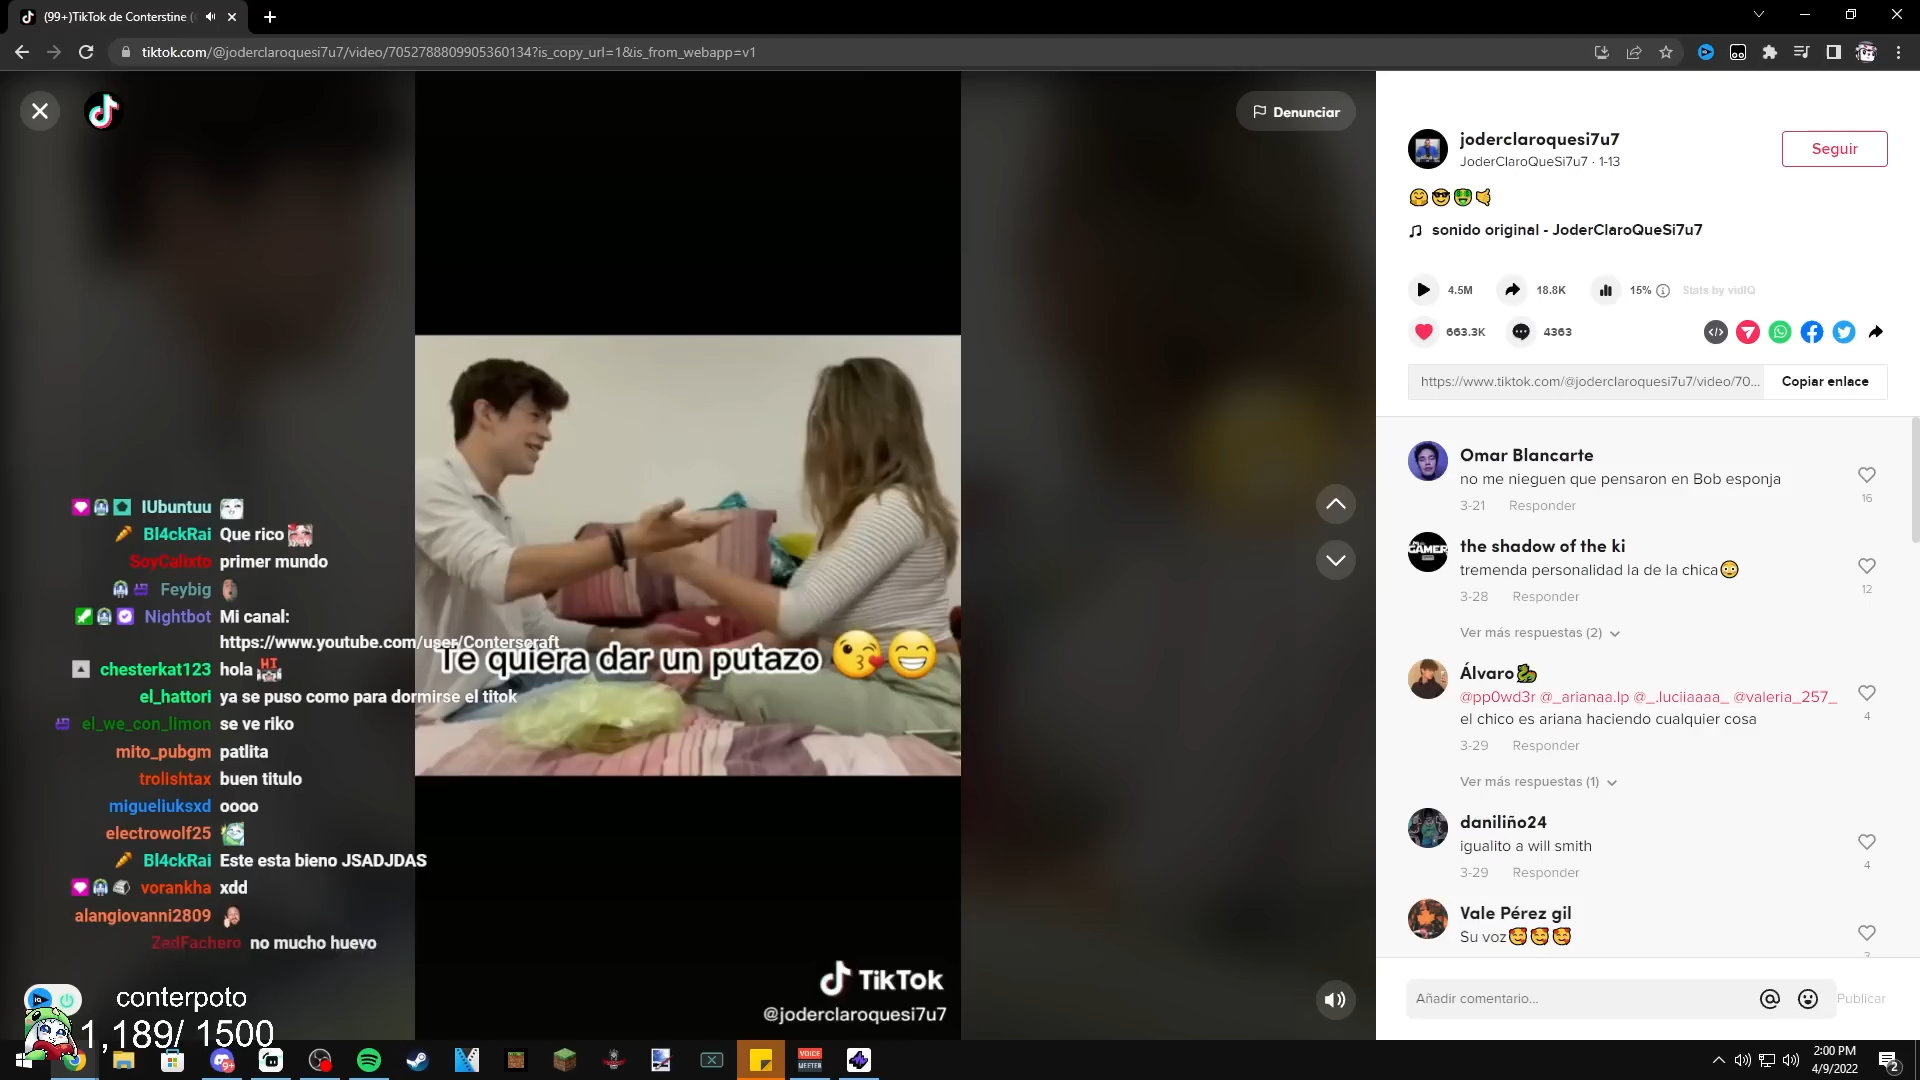 (99+)TikTok de Conterstine (
tiktok.com/@joderclaroquesi7u7/video/7052788809905360134?is_copy_url=1&is_from_webapp=v1
Denunciar
joderclaroquesi7u7
JoderClaroQueSi7u7 · 1-13
Seguir
🤗😎🤑🤙
sonido original - JoderClaroQueSi7u7
4.5M
18.8K
15%
Stats by vidIQ
663.3K
4363
https://www.tiktok.com/@joderclaroquesi7u7/video/70...
Copiar enlace
Omar Blancarte
no me nieguen que pensaron en Bob esponja
3-21 Responder
16
the shadow of the ki
tremenda personalidad la de la chica😳
3-28 Responder
12
Ver más respuestas (2)
Álvaro🐉
@pp0wd3r @_arianaa.lp @_.luciiaaaa_ @valeria_257_
el chico es ariana haciendo cualquier cosa
3-29 Responder
4
Ver más respuestas (1)
daniliño24
igualito a will smith
3-29 Responder
4
Vale Pérez gil
Su voz🥰🥰🥰
Añadir comentario...
Publicar
Te quiera dar un putazo 😘😁
TikTok
@joderclaroquesi7u7
IUbuntuu
Bl4ckRai Que rico
SoyCalixto primer mundo
Feybig
Nightbot Mi canal:
https://www.youtube.com/user/Conterscraft
chesterkat123 hola HI
el_hattori ya se puso como para dormirse el titok
el_we_con_limon se ve riko
mito_pubgm patlita
trolishtax buen titulo
migueliuksxd oooo
electrowolf25
Bl4ckRai Este esta bieno JSADJDAS
vorankha xdd
alangiovanni2809
ZedFachero no mucho huevo
conterpoto
1,189/ 1500
9+
VOICE
MEETER
2:00 PM
4/9/2022
2